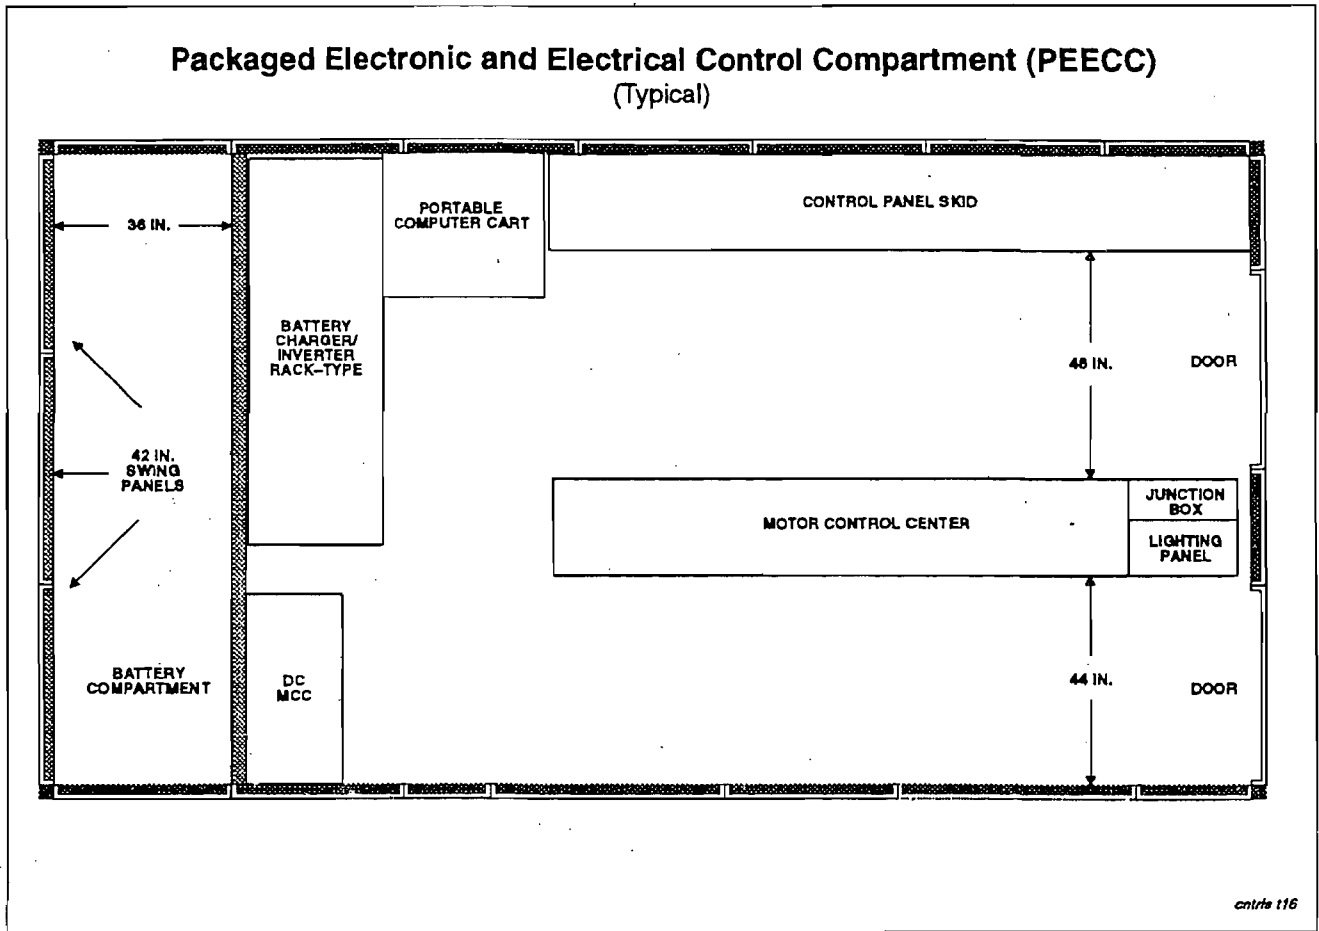 Packaged Electronic and Electrical Control Compartment (PEECC)
(Typical)
36 IN.
PORTABLE
COMPUTER CART
CONTROL PANEL SKID
BATTERY
CHARGER/
INVERTER
RACK-TYPE
48 IN.
DOOR
42 IN.
SWING
PANELS
MOTOR CONTROL CENTER
JUNCTION
BOX
LIGHTING
PANEL
BATTERY
COMPARTMENT
DC
MCC
44 IN.
DOOR
cntrls t16